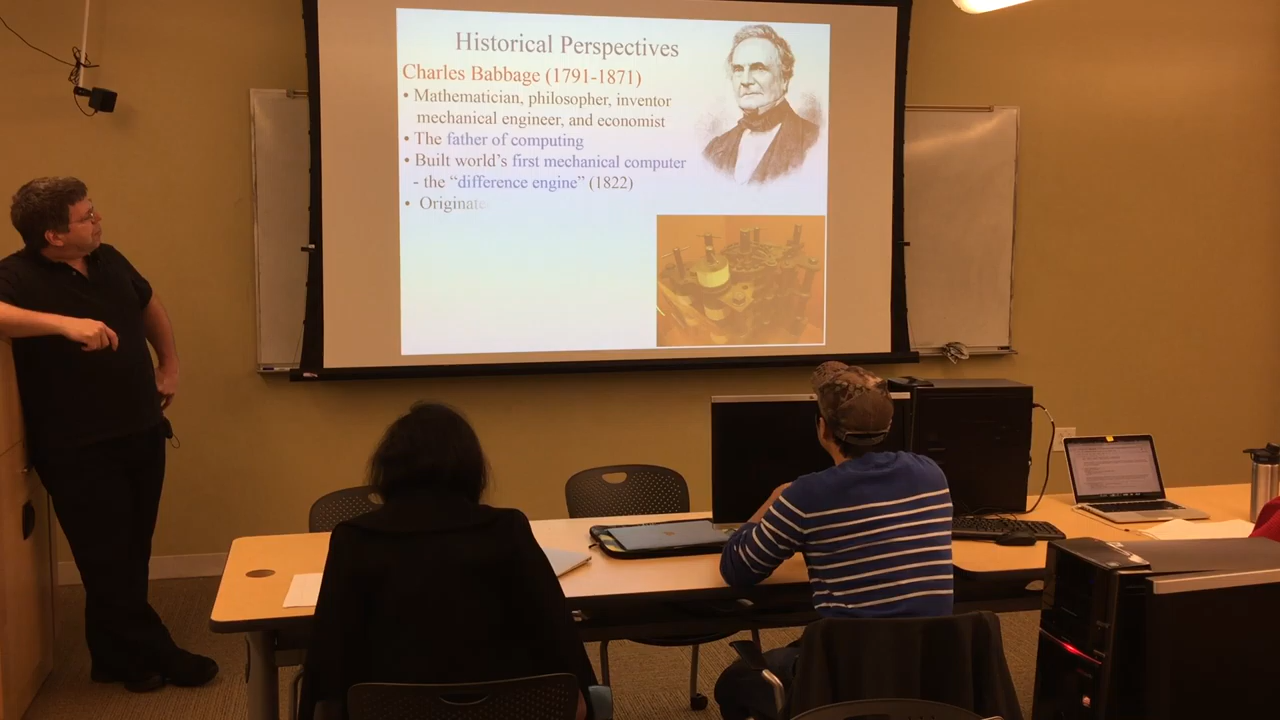 Historical Perspectives
Charles Babbage (1791-1871)
• Mathematician, philosopher, inventor
mechanical engineer, and economist
• The father of computing
• Built world's first mechanical computer
- the “difference engine” (1822)
• Originate